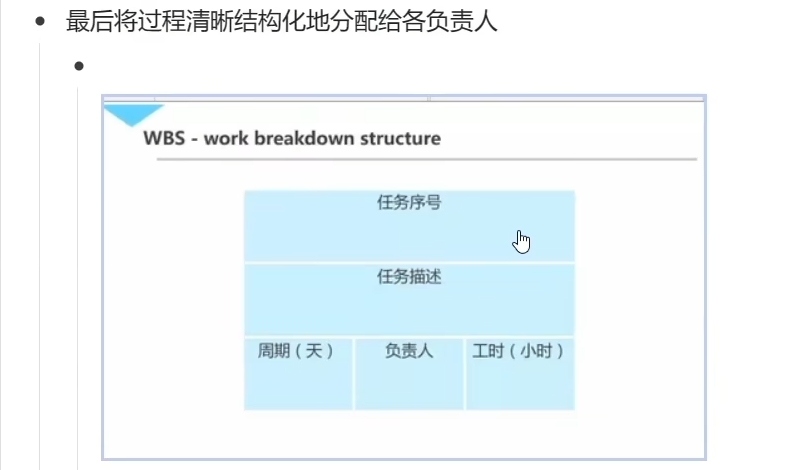 最后将过程清晰结构化地分配给各负责人
WBS - work breakdown structure
任务序号
任务描述
周期（天）
负责人
工时（小时）